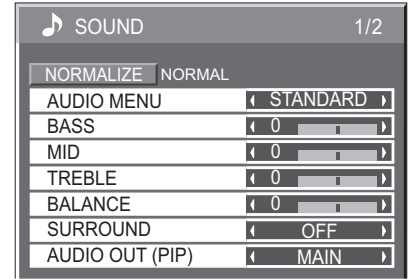 SOUND 1/2
NORMALIZE NORMAL
AUDIO MENU STANDARD
BASS 0
MID 0
TREBLE 0
BALANCE 0
SURROUND OFF
AUDIO OUT (PIP) MAIN